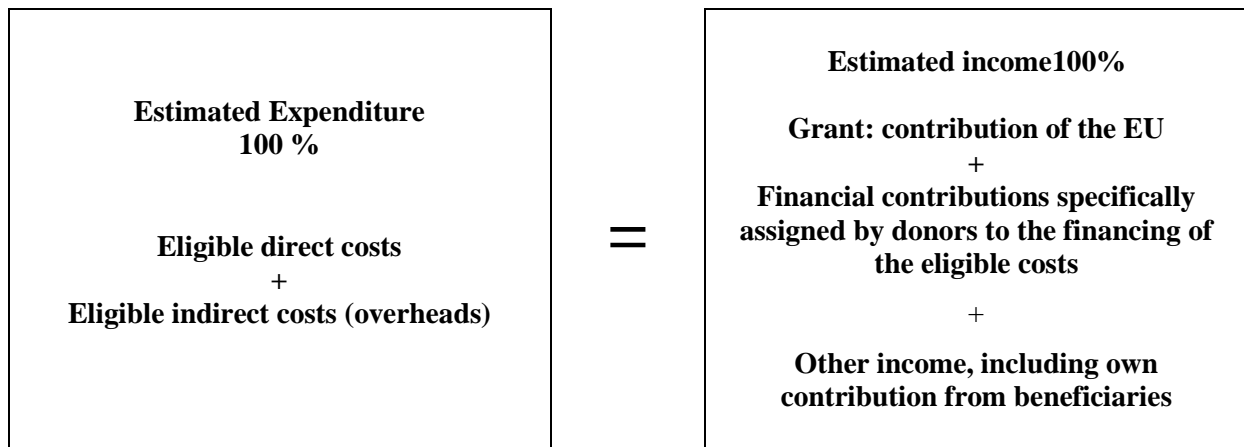 Estimated Expenditure
100 %
Eligible direct costs
+
Eligible indirect costs (overheads)
=
Estimated income100%
Grant: contribution of the EU
+
Financial contributions specifically
assigned by donors to the financing of
the eligible costs
+
Other income, including own
contribution from beneficiaries